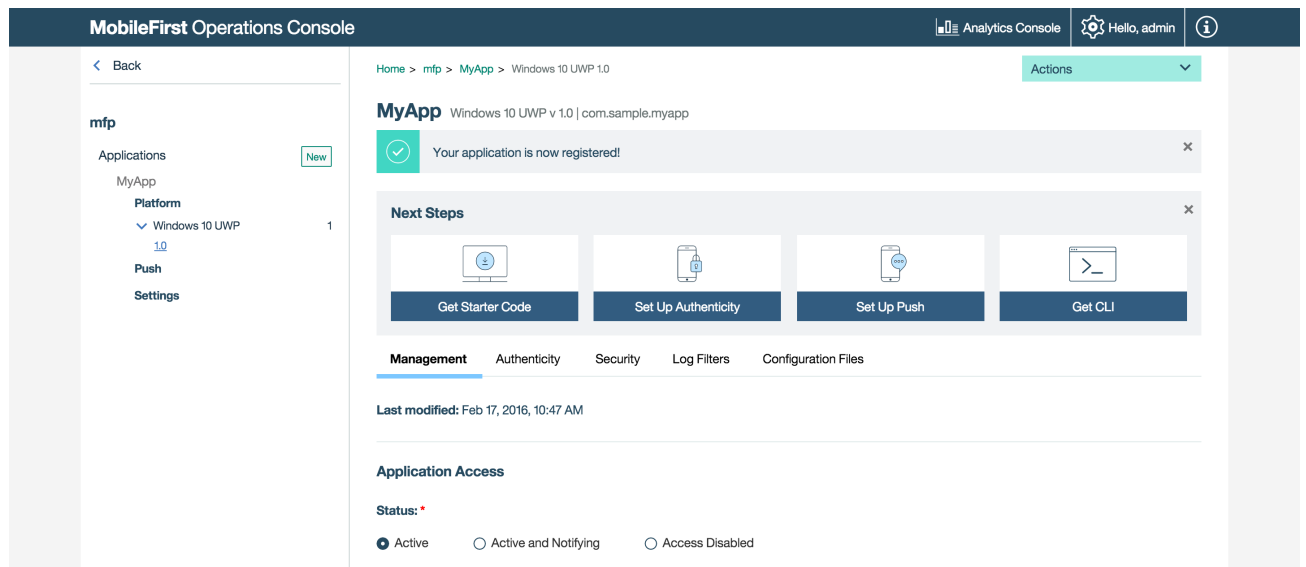 MobileFirst Operations Console
Analytics Console
Hello, admin
Back
mfp
Applications
New
MyApp
Platform
Windows 10 UWP 1
1.0
Push
Settings
Home > mfp > MyApp > Windows 10 UWP 1.0
Actions
MyApp Windows 10 UWP v 1.0 | com.sample.myapp
Your application is now registered!
Next Steps
Get Starter Code
Set Up Authenticity
Set Up Push
Get CLI
Management Authenticity Security Log Filters Configuration Files
Last modified: Feb 17, 2016, 10:47 AM
Application Access
Status: *
Active Active and Notifying Access Disabled